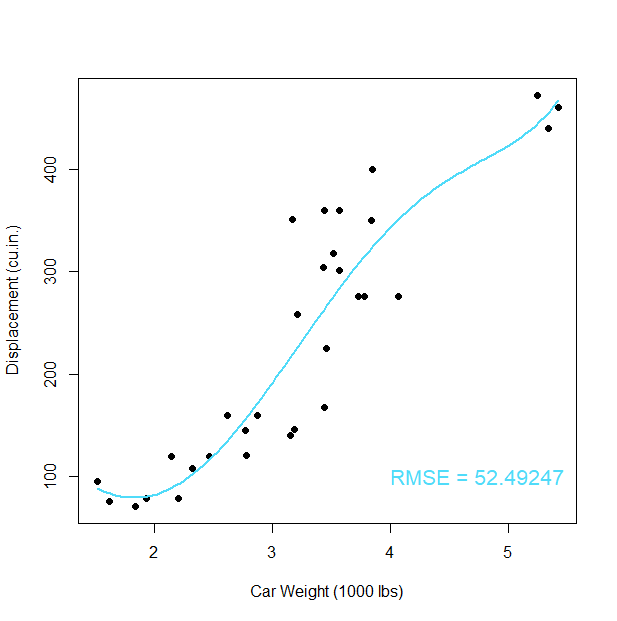 400
300
200
100
Displacement (cu.in.)
RMSE = 52.49247
2 3 4 5
Car Weight (1000 lbs)